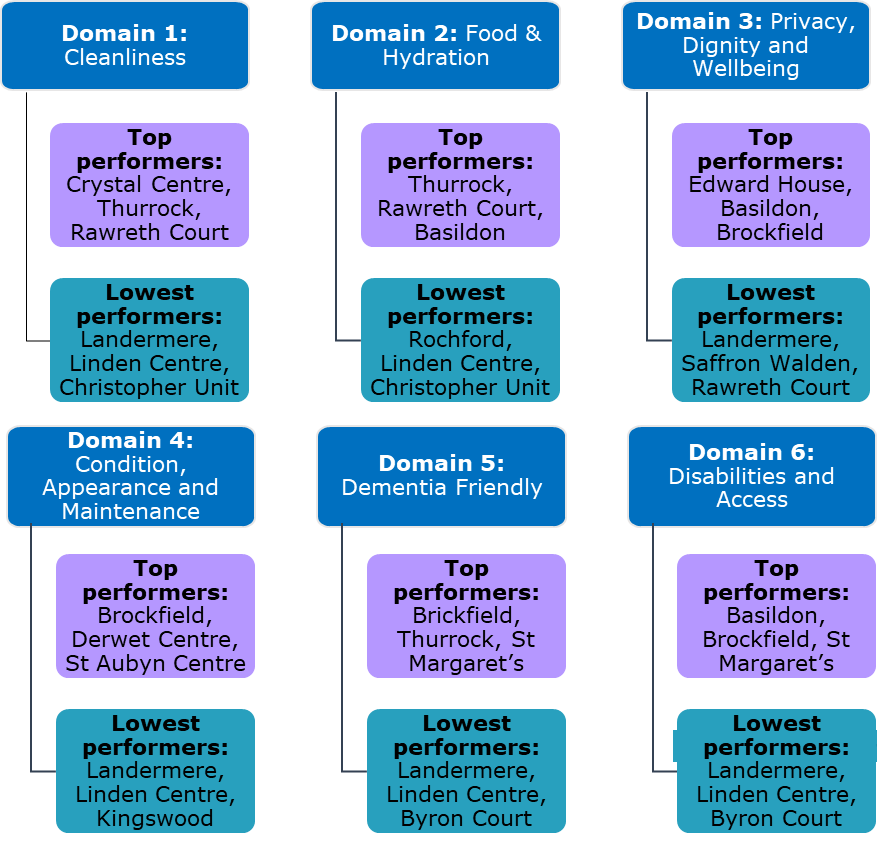 Domain 1:
Cleanliness
Top
performers:
Crystal Centre,
Thurrock,
Rawreth Court
Lowest
performers:
Landermere,
Linden Centre,
Christopher Unit
Domain 2: Food &
Hydration
Top
performers:
Thurrock,
Rawreth Court,
Basildon
Lowest
performers:
Rochford,
Linden Centre,
Christopher Unit
Domain 3: Privacy,
Dignity and
Wellbeing
Top
performers:
Edward House,
Basildon,
Brockfield
Lowest
performers:
Landermere,
Saffron Walden,
Rawreth Court
Domain 4:
Condition,
Appearance and
Maintenance
Top
performers:
Brockfield,
Derwet Centre,
St Aubyn Centre
Lowest
performers:
Landermere,
Linden Centre,
Kingswood
Domain 5:
Dementia Friendly
Top
performers:
Brickfield,
Thurrock, St
Margaret’s
Lowest
performers:
Landermere,
Linden Centre,
Byron Court
Domain 6:
Disabilities and
Access
Top
performers:
Basildon,
Brockfield, St
Margaret’s
Lowest
performers:
Landermere,
Linden Centre,
Byron Court